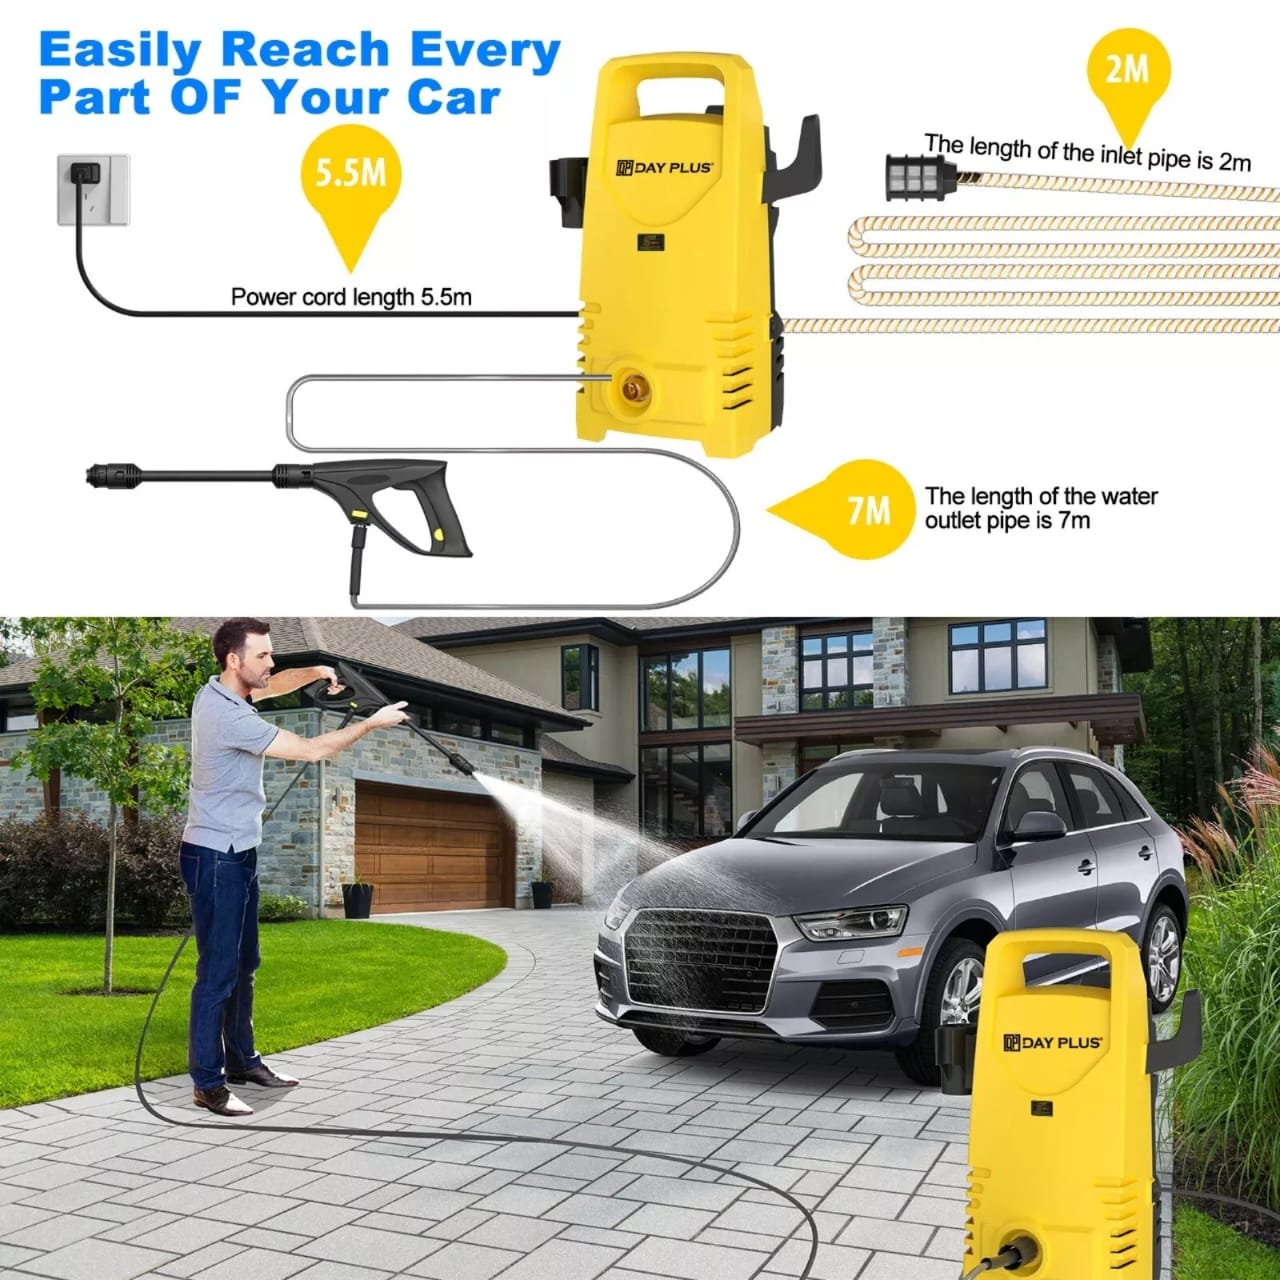 Easily Reach Every
Part OF Your Car
2M
The length of the inlet pipe is 2m
5.5M
DAY PLUS®
Power cord length 5.5m
7M
The length of the water
outlet pipe is 7m
DAY PLUS®